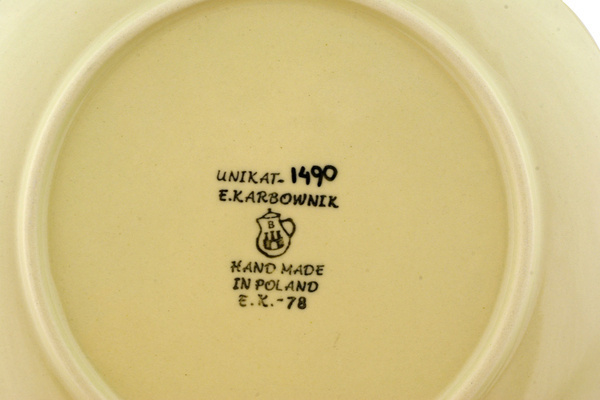 UNIKAT-1490
E.KARBOWNIK
B
HAND MADE
IN POLAND
E.K.-78